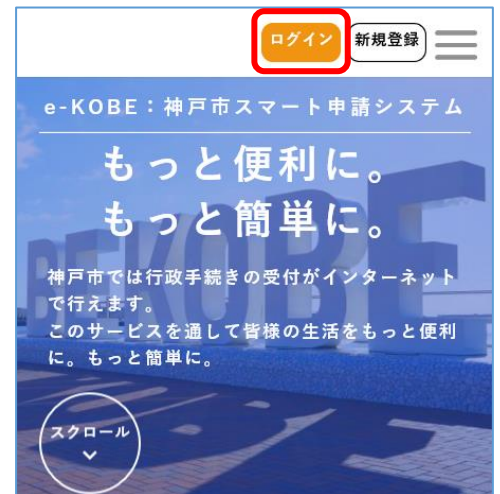 ログイン 新規登録
e-KOBE：神戸市スマート申請システム
もっと便利に。
もっと簡単に。
神戸市では行政手続きの受付がインターネット
で行えます。
このサービスを通して皆様の生活をもっと便利
に。もっと簡単に。
スクロール
BE KOBE